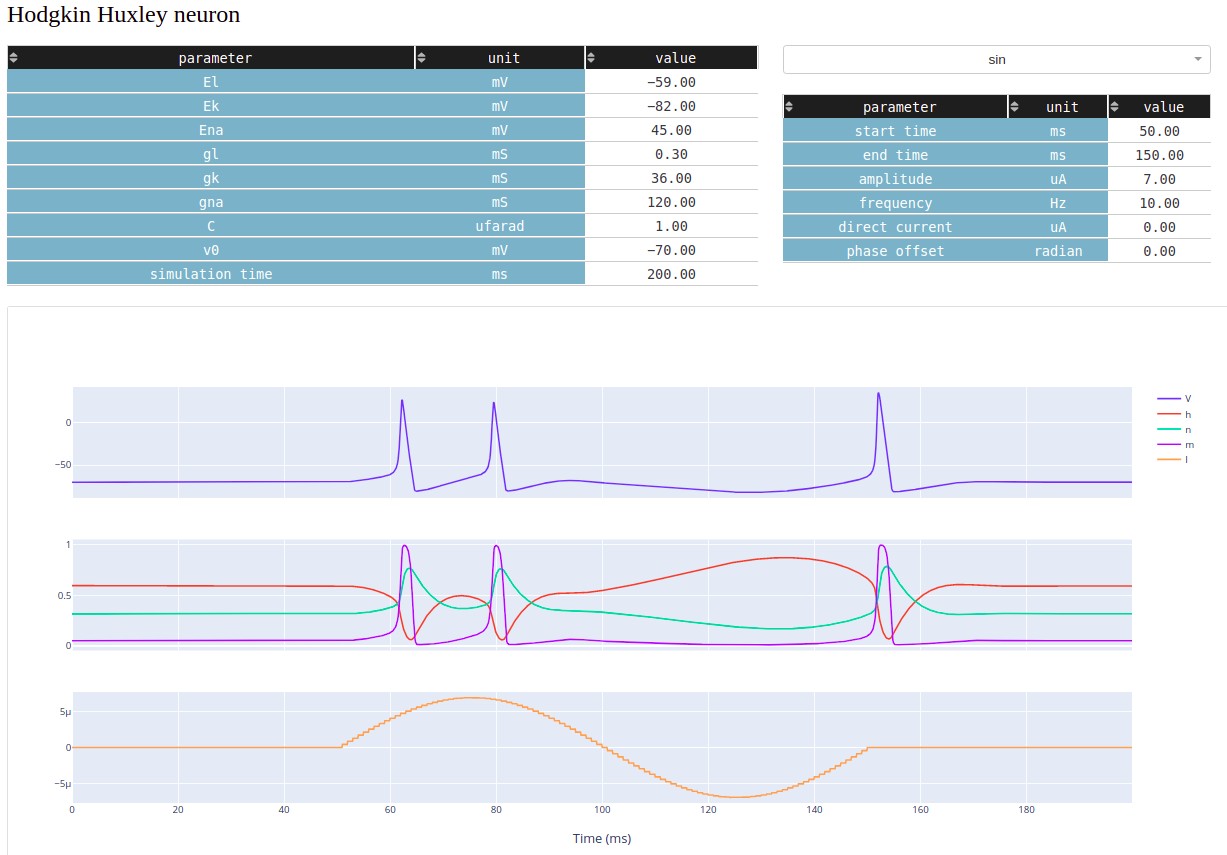 Hodgkin Huxley neuron
parameter unit value
El mV −59.00
Ek mV −82.00
Ena mV 45.00
gl mS 0.30
gk mS 36.00
gna mS 120.00
C ufarad 1.00
v0 mV −70.00
simulation time ms 200.00
sin
parameter unit value
start time ms 50.00
end time ms 150.00
amplitude uA 7.00
frequency Hz 10.00
direct current uA 0.00
phase offset radian 0.00
0
−50
V
h
n
m
I
1
0.5
0
5μ
0
−5μ
0 20 40 60 80 100 120 140 160 180
Time (ms)